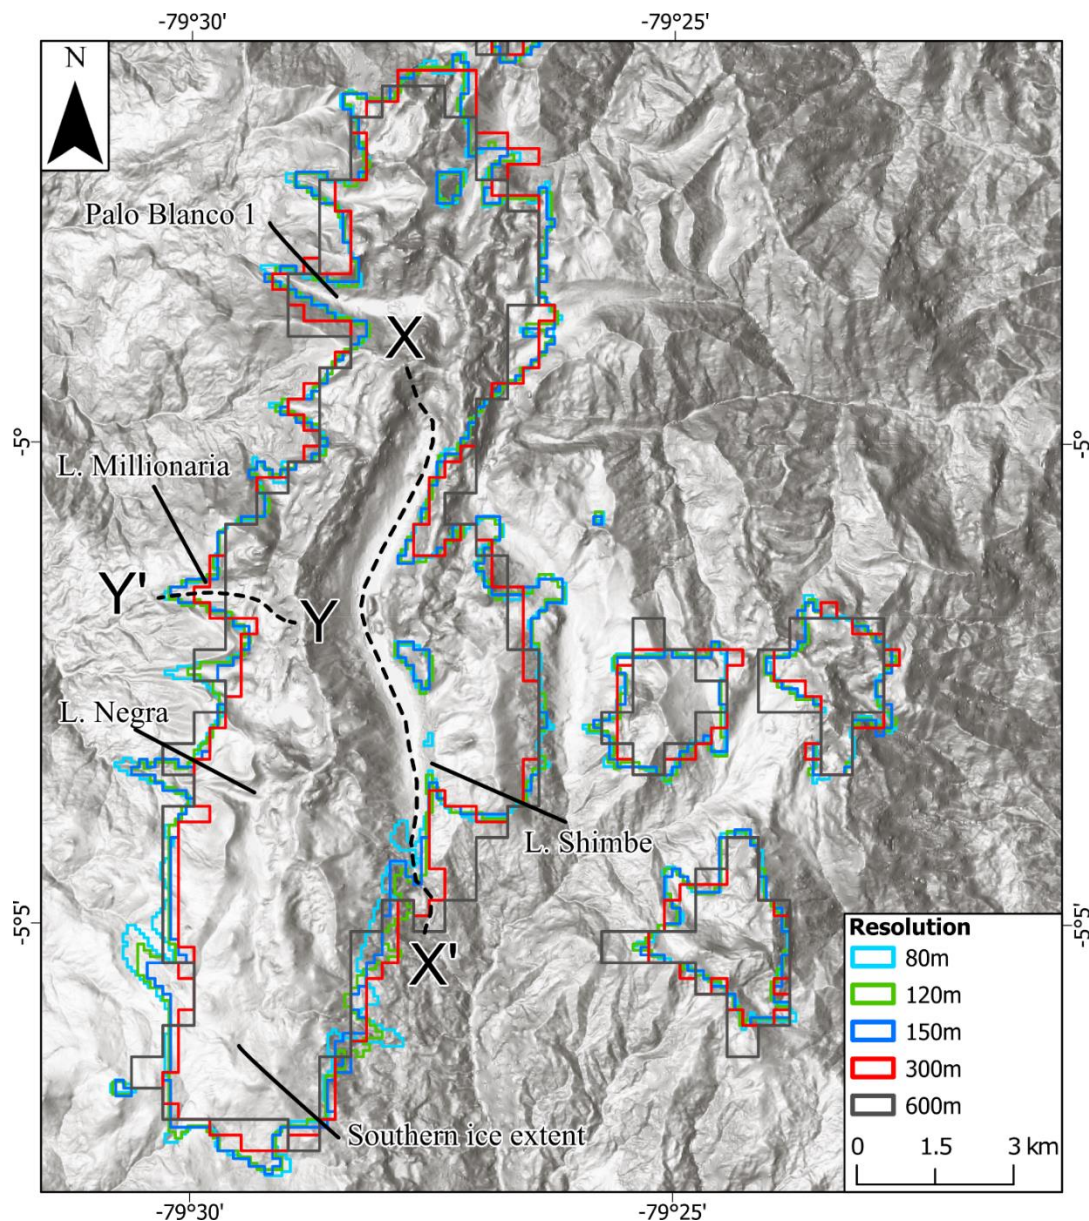 -79°30'
-79°25'
N
Palo Blanco 1
X
-5°
-5°
L. Millionaria
Y'
Y
L. Negra
L. Shimbe
-5°5'
-5°5'
X'
Resolution
80m
120m
150m
300m
600m
0 1.5 3 km
Southern ice extent
-79°30'
-79°25'